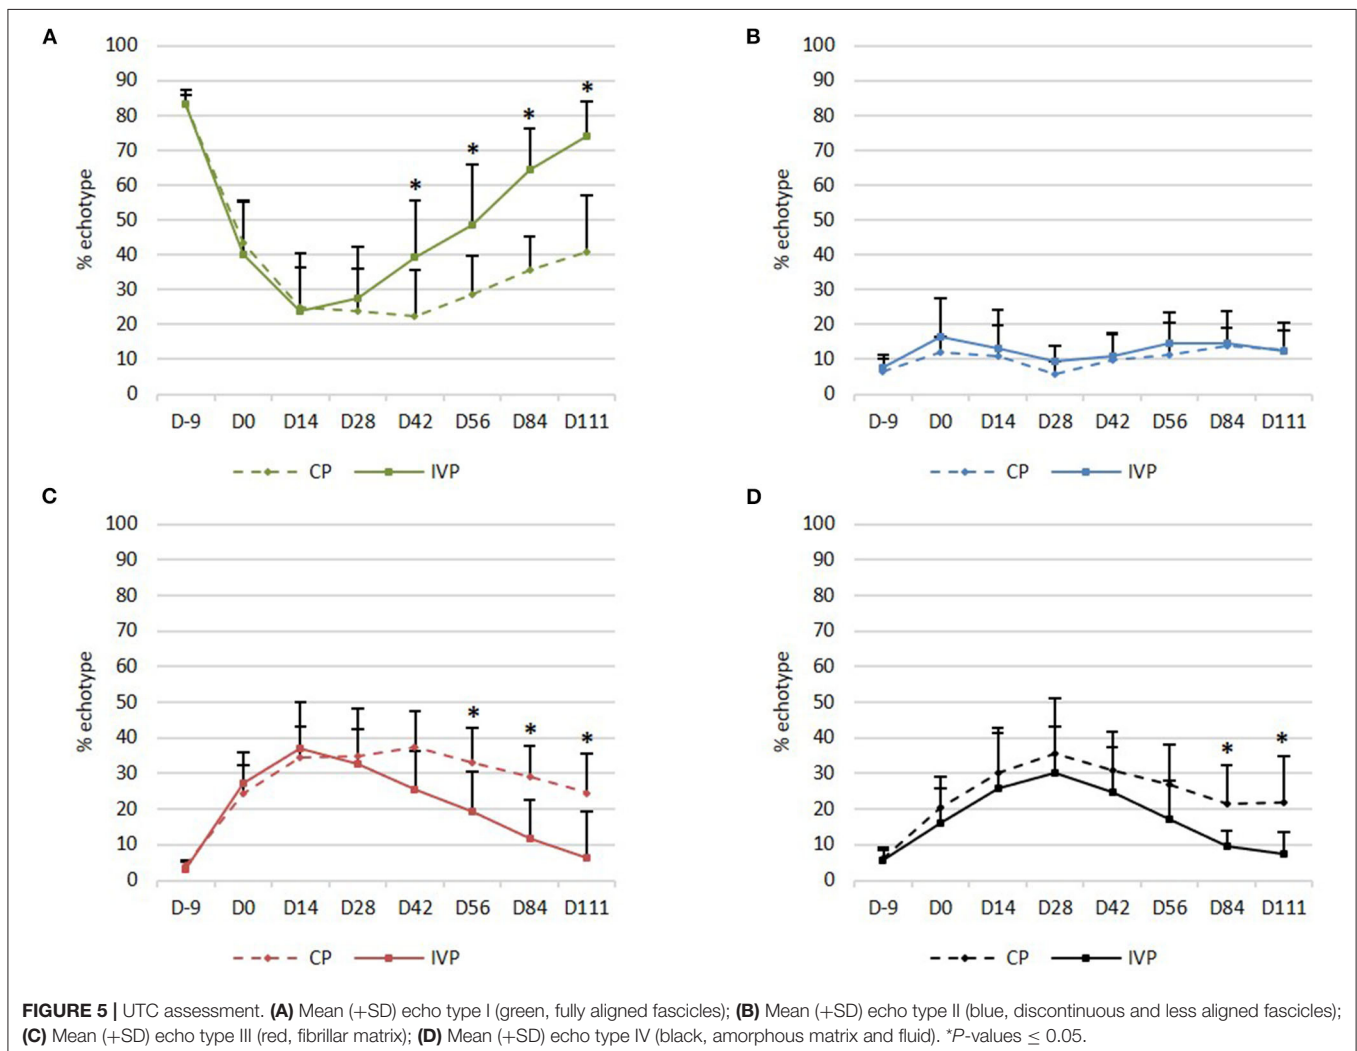 A
100
90
80
70
60
50
40
30
20
10
0
% echotype
* * * *
D-9 D0 D14 D28 D42 D56 D84 D111
CP IVP
B
100
90
80
70
60
50
40
30
20
10
0
% echotype
D-9 D0 D14 D28 D42 D56 D84 D111
CP IVP
C
100
90
80
70
60
50
40
30
20
10
0
% echotype
* * *
D-9 D0 D14 D28 D42 D56 D84 D111
CP IVP
D
100
90
80
70
60
50
40
30
20
10
0
% echotype
* *
D-9 D0 D14 D28 D42 D56 D84 D111
CP IVP
FIGURE 5 | UTC assessment. (A) Mean (+SD) echo type I (green, fully aligned fascicles); (B) Mean (+SD) echo type II (blue, discontinuous and less aligned fascicles);
(C) Mean (+SD) echo type III (red, fibrillar matrix); (D) Mean (+SD) echo type IV (black, amorphous matrix and fluid). *P-values ≤ 0.05.